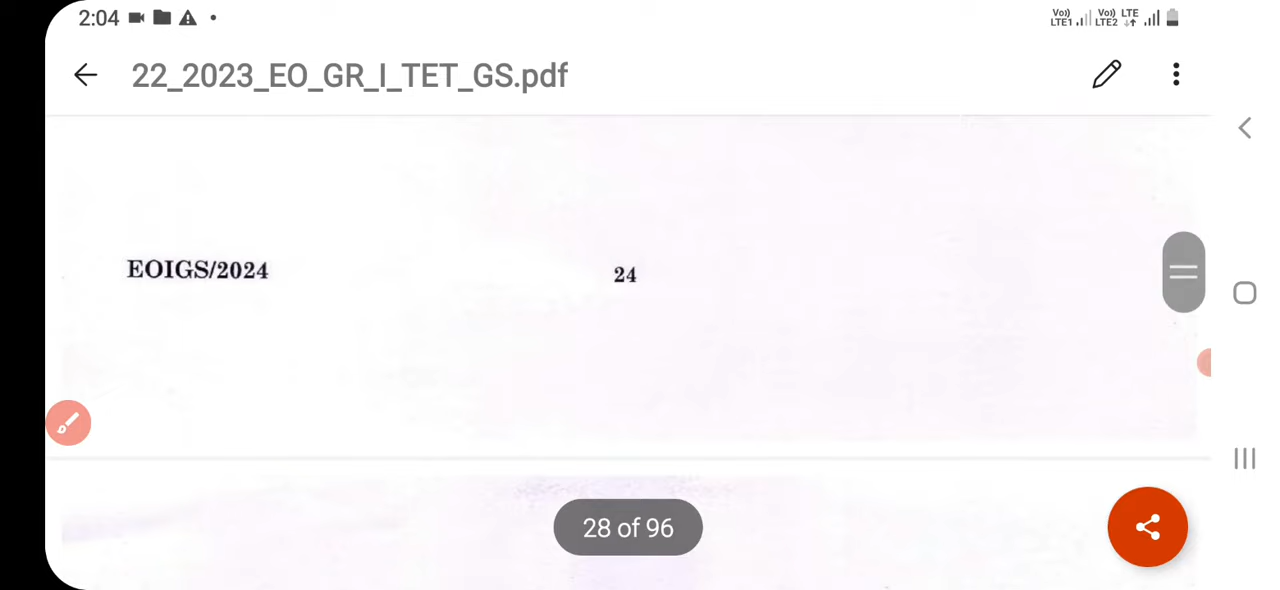 2:04
Vo)) LTE1 Vo)) LTE2 LTE
22_2023_EO_GR_I_TET_GS.pdf
EOIGS/2024 24
28 of 96